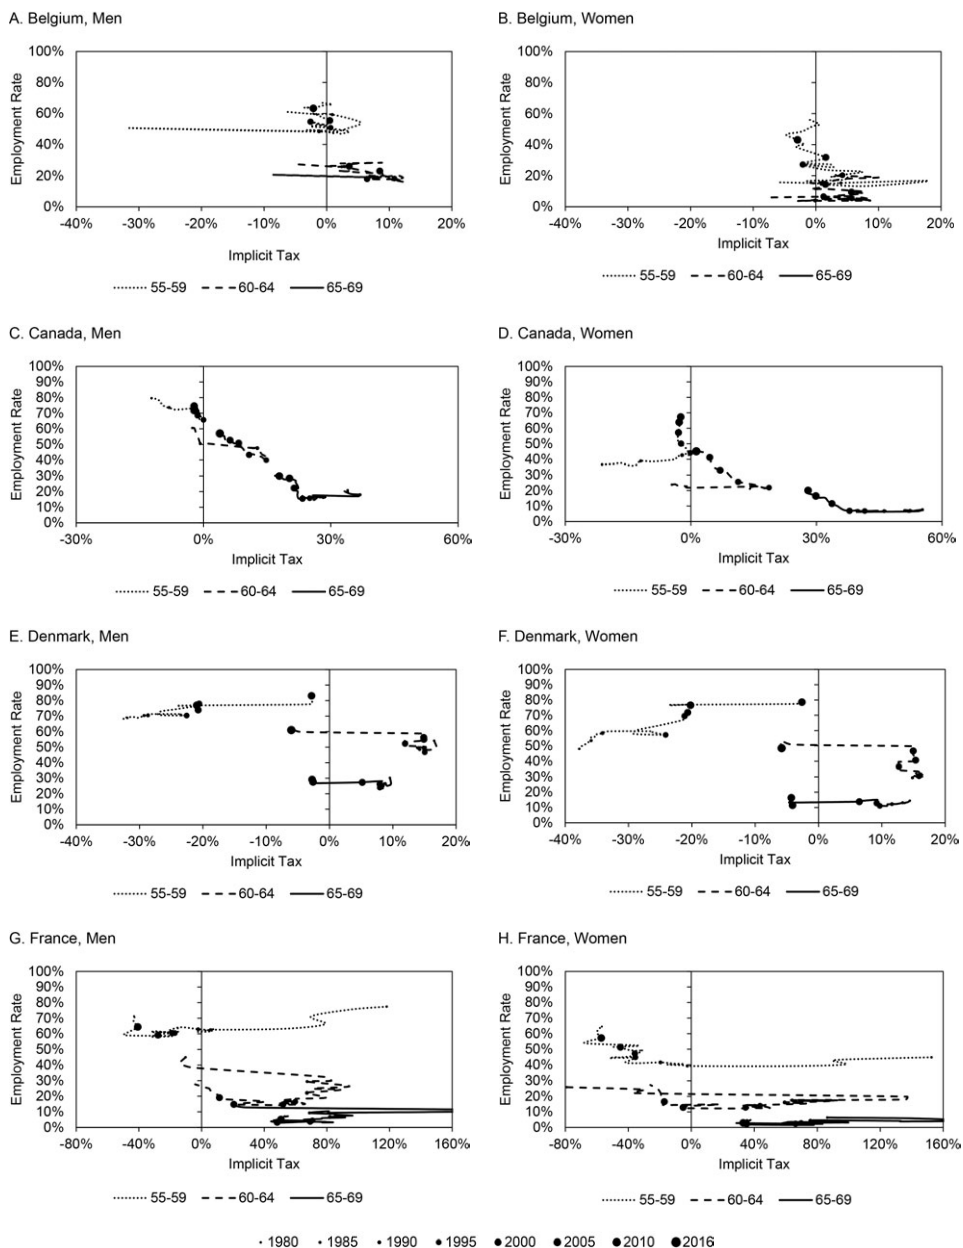 A. Belgium, Men
Employment Rate
100%
80%
60%
40%
20%
0%
-40% -30% -20% -10% 0% 10% 20%
Implicit Tax
55-59 60-64 65-69
B. Belgium, Women
Employment Rate
100%
80%
60%
40%
20%
0%
-40% -30% -20% -10% 0% 10% 20%
Implicit Tax
55-59 60-64 65-69
C. Canada, Men
Employment Rate
100%
90%
80%
70%
60%
50%
40%
30%
20%
10%
0%
-30% 0% 30% 60%
Implicit Tax
55-59 60-64 65-69
D. Canada, Women
Employment Rate
100%
90%
80%
70%
60%
50%
40%
30%
20%
10%
0%
-30% 0% 30% 60%
Implicit Tax
55-59 60-64 65-69
E. Denmark, Men
Employment Rate
100%
90%
80%
70%
60%
50%
40%
30%
20%
10%
0%
-40% -30% -20% -10% 0% 10% 20%
Implicit Tax
55-59 60-64 65-69
F. Denmark, Women
Employment Rate
100%
90%
80%
70%
60%
50%
40%
30%
20%
10%
0%
-40% -30% -20% -10% 0% 10% 20%
Implicit Tax
55-59 60-64 65-69
G. France, Men
Employment Rate
100%
90%
80%
70%
60%
50%
40%
30%
20%
10%
0%
-80% -40% 0% 40% 80% 120% 160%
Implicit Tax
55-59 60-64 65-69
H. France, Women
Employment Rate
100%
90%
80%
70%
60%
50%
40%
30%
20%
10%
0%
-80% -40% 0% 40% 80% 120% 160%
Implicit Tax
55-59 60-64 65-69
1980 1985 1990 1995 2000 2005 2010 2016